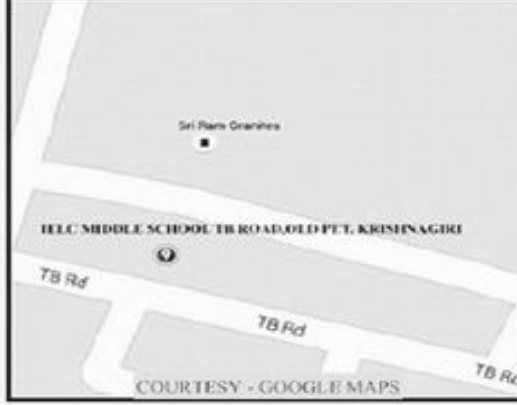 Sri Ram Granites
IELC MIDDLE SCHOOL TB ROAD,OLD PET, KRISHNAGIRI
TB Rd
TB Rd
TB Rd
COURTESY - GOOGLE MAPS